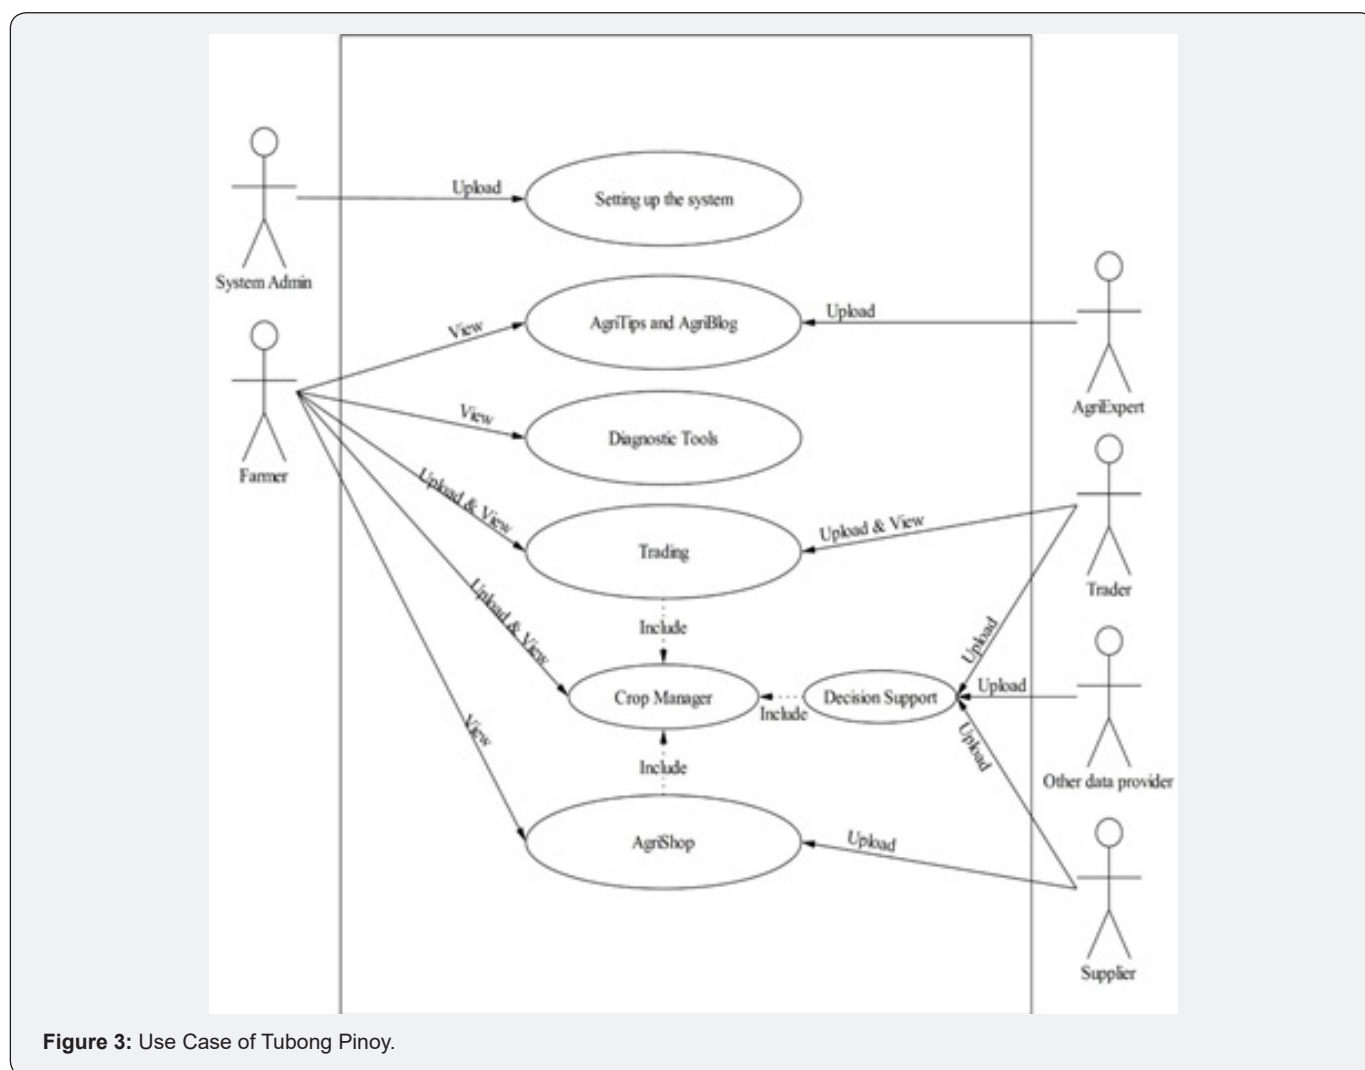 Upload
Setting up the system
System Admin
View
AgriTips and AgriBlog
Upload
AgriExpert
View
Diagnostic Tools
Farmer
Upload & View
Trading
Upload & View
Trader
Include
Upload & View
Crop Manager
Include
Decision Support
Upload
Upload
Upload
Other data provider
View
Include
AgriShop
Upload
Supplier
Figure 3: Use Case of Tubong Pinoy.